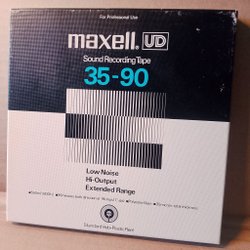 For Professional Use
maxell. UD
Sound Recording Tape
35-90
Low Noise
Hi-Output
Extended Range